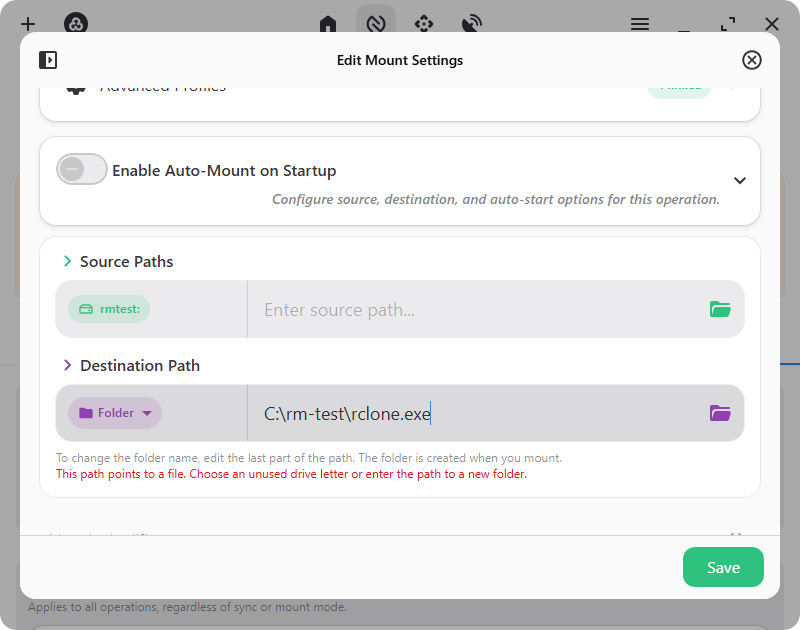 Edit Mount Settings
Advanced Profiles
Enable Auto-Mount on Startup
Configure source, destination, and auto-start options for this operation.
Source Paths
rmtest:
Enter source path...
Destination Path
Folder
C:\rm-test\rclone.exe
To change the folder name, edit the last part of the path. The folder is created when you mount.
This path points to a file. Choose an unused drive letter or enter the path to a new folder.
Save
Applies to all operations, regardless of sync or mount mode.